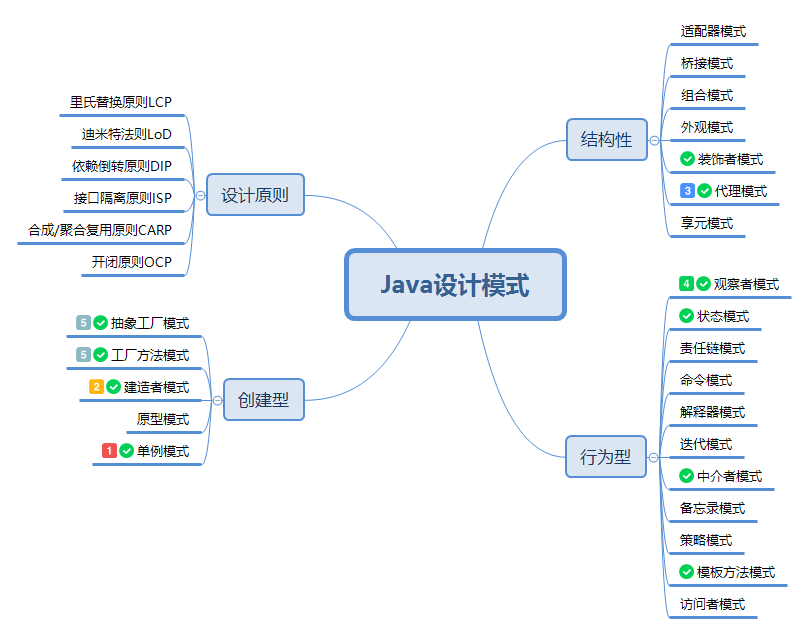 Java设计模式
设计原则
里氏替换原则LCP
迪米特法则LoD
依赖倒转原则DIP
接口隔离原则ISP
合成/聚合复用原则CARP
开闭原则OCP
创建型
5 抽象工厂模式
5 工厂方法模式
2 建造者模式
原型模式
1 单例模式
结构性
适配器模式
桥接模式
组合模式
外观模式
装饰者模式
3 代理模式
享元模式
行为型
4 观察者模式
状态模式
责任链模式
命令模式
解释器模式
迭代模式
中介者模式
备忘录模式
策略模式
模板方法模式
访问者模式